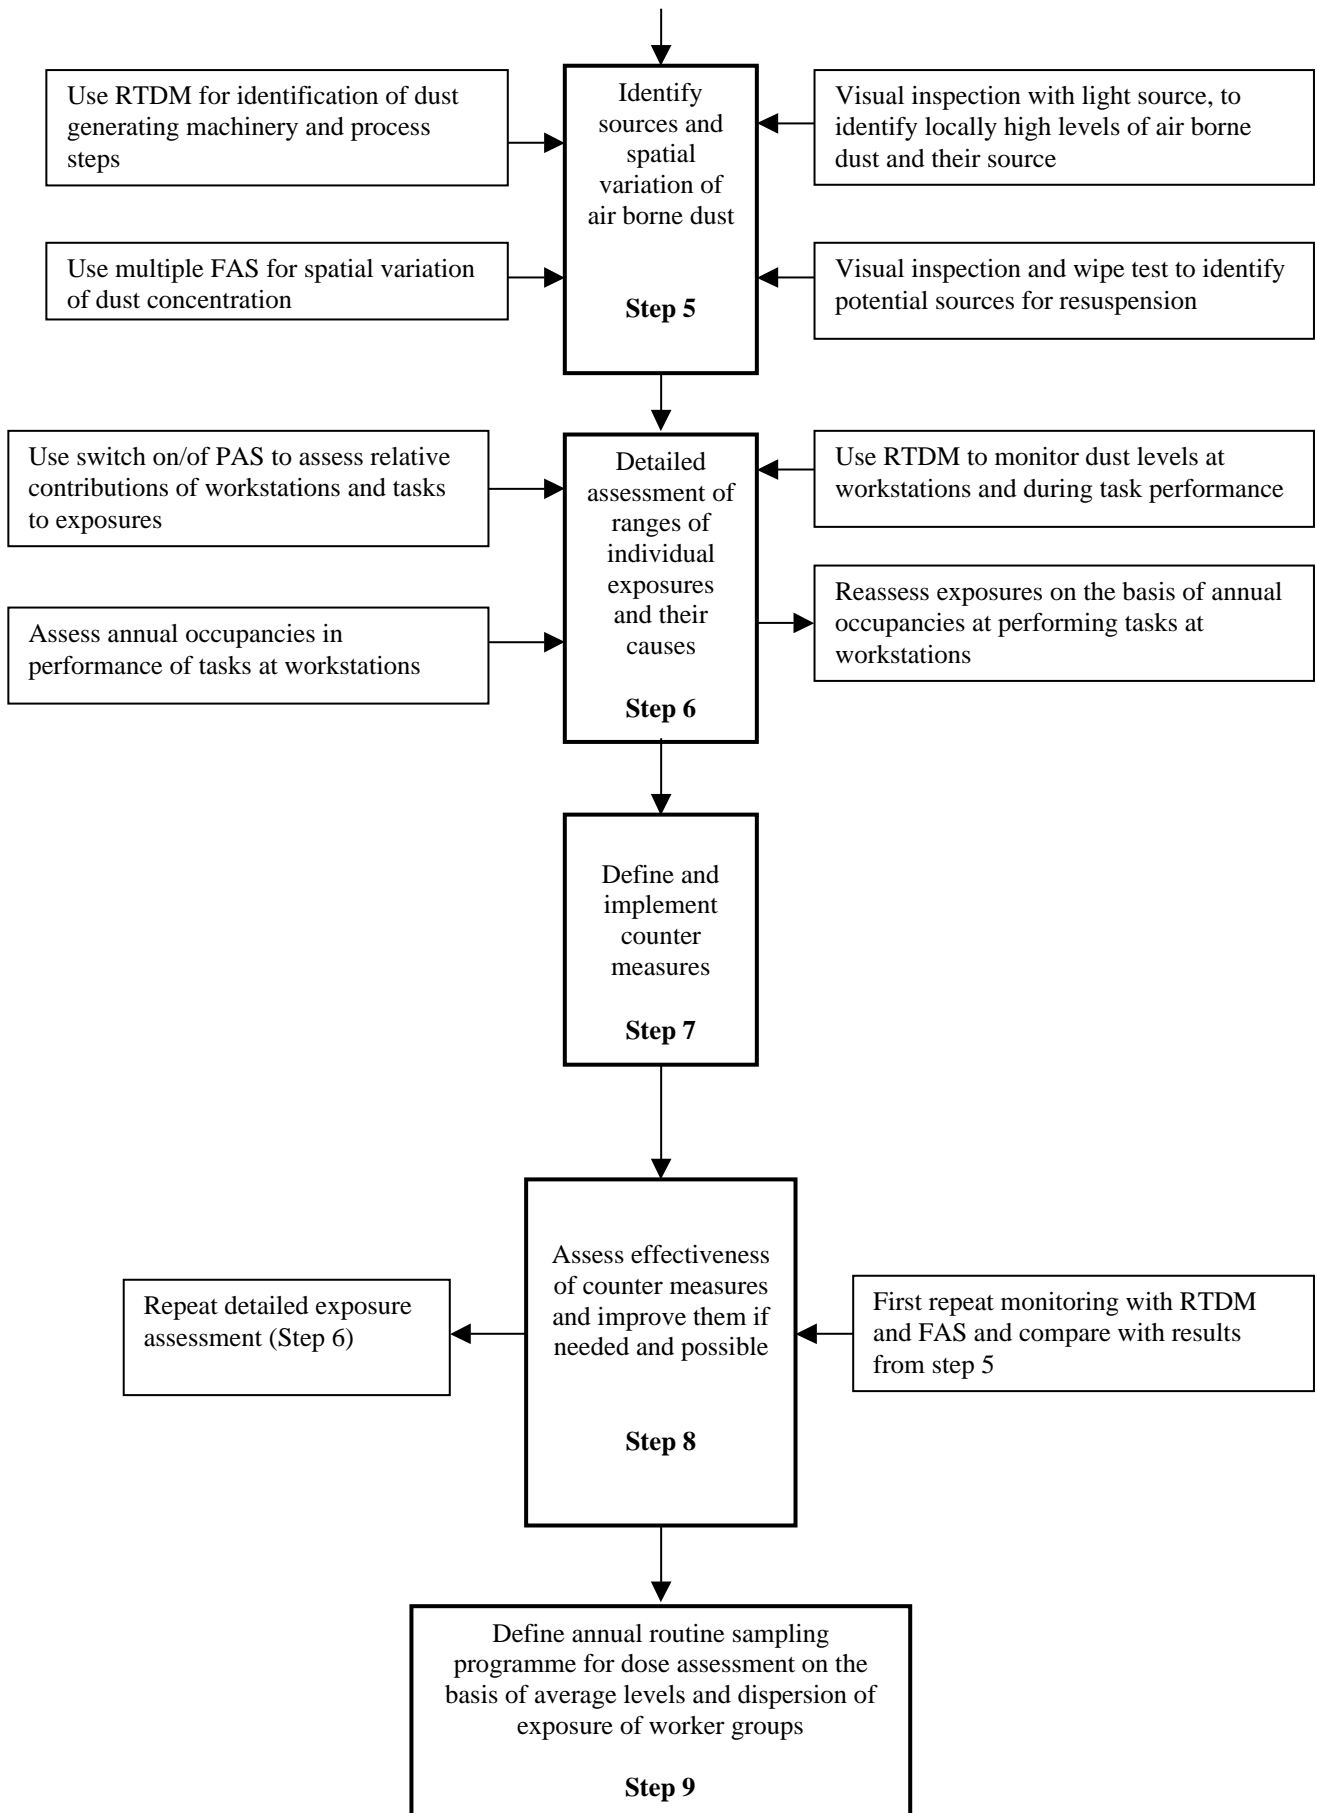 Use RTDM for identification of dust
generating machinery and process
steps
Identify
sources and
spatial
variation of
air borne dust
Step 5
Visual inspection with light source, to
identify locally high levels of air borne
dust and their source
Use multiple FAS for spatial variation
of dust concentration
Visual inspection and wipe test to identify
potential sources for resuspension
Use switch on/of PAS to assess relative
contributions of workstations and tasks
to exposures
Detailed
assessment of
ranges of
individual
exposures
and their
causes
Step 6
Use RTDM to monitor dust levels at
workstations and during task performance
Assess annual occupancies in
performance of tasks at workstations
Reassess exposures on the basis of annual
occupancies at performing tasks at
workstations
Define and
implement
counter
measures
Step 7
Assess effectiveness
of counter measures
and improve them if
needed and possible
Step 8
Repeat detailed exposure
assessment (Step 6)
First repeat monitoring with RTDM
and FAS and compare with results
from step 5
Define annual routine sampling
programme for dose assessment on the
basis of average levels and dispersion of
exposure of worker groups
Step 9